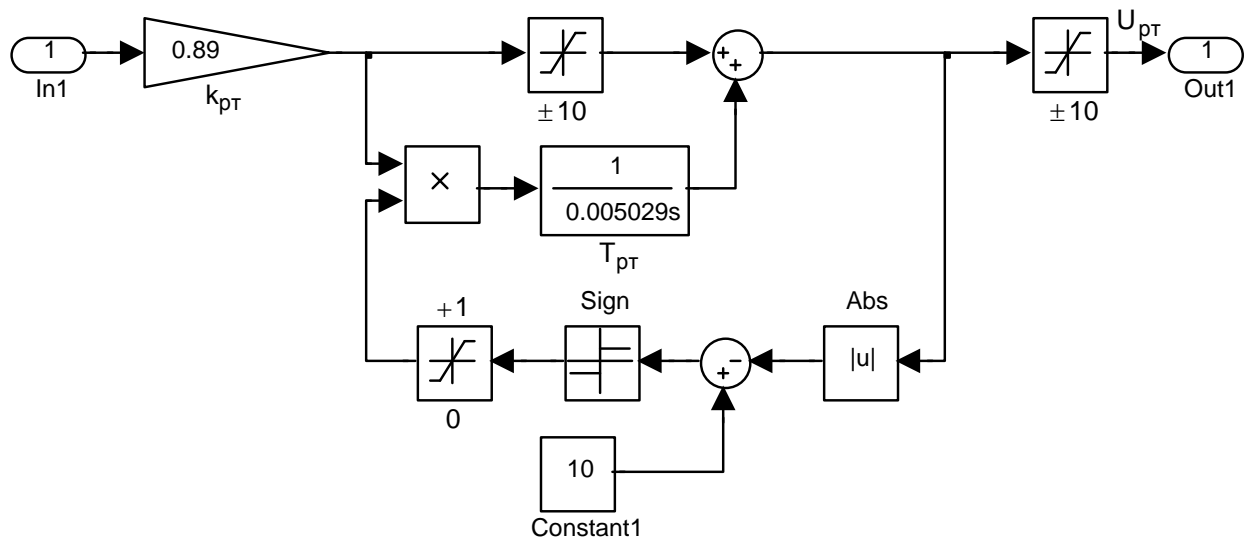 1
In1
0.89
kрт
±10
+
+
±10
Uрт
1
Out1
×
1
0.005029s
Tрт
+1
0
Sign
−
+
Abs
|u|
10
Constant1